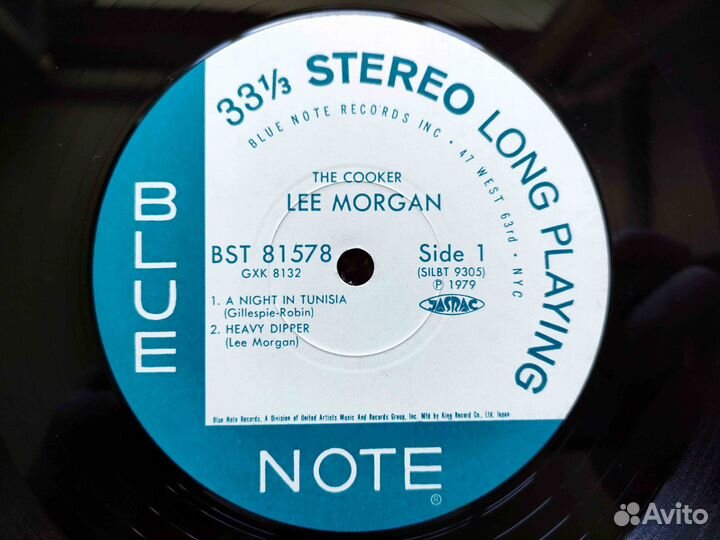 33⅓ STEREO LONG PLAYING
BLUE NOTE RECORDS INC • 47 WEST 63rd • NYC
THE COOKER
LEE MORGAN
BST 81578
GXK 8132
Side 1
(SILBT 9305)
℗ 1979
JASRAC
1. A NIGHT IN TUNISIA
(Gillespie-Robin)
2. HEAVY DIPPER
(Lee Morgan)
Blue Note Records, A Division of United Artists Music And Records Group, Inc. Mfd by King Record Co., Ltd. Japan
BLUE
NOTE ®
Avito